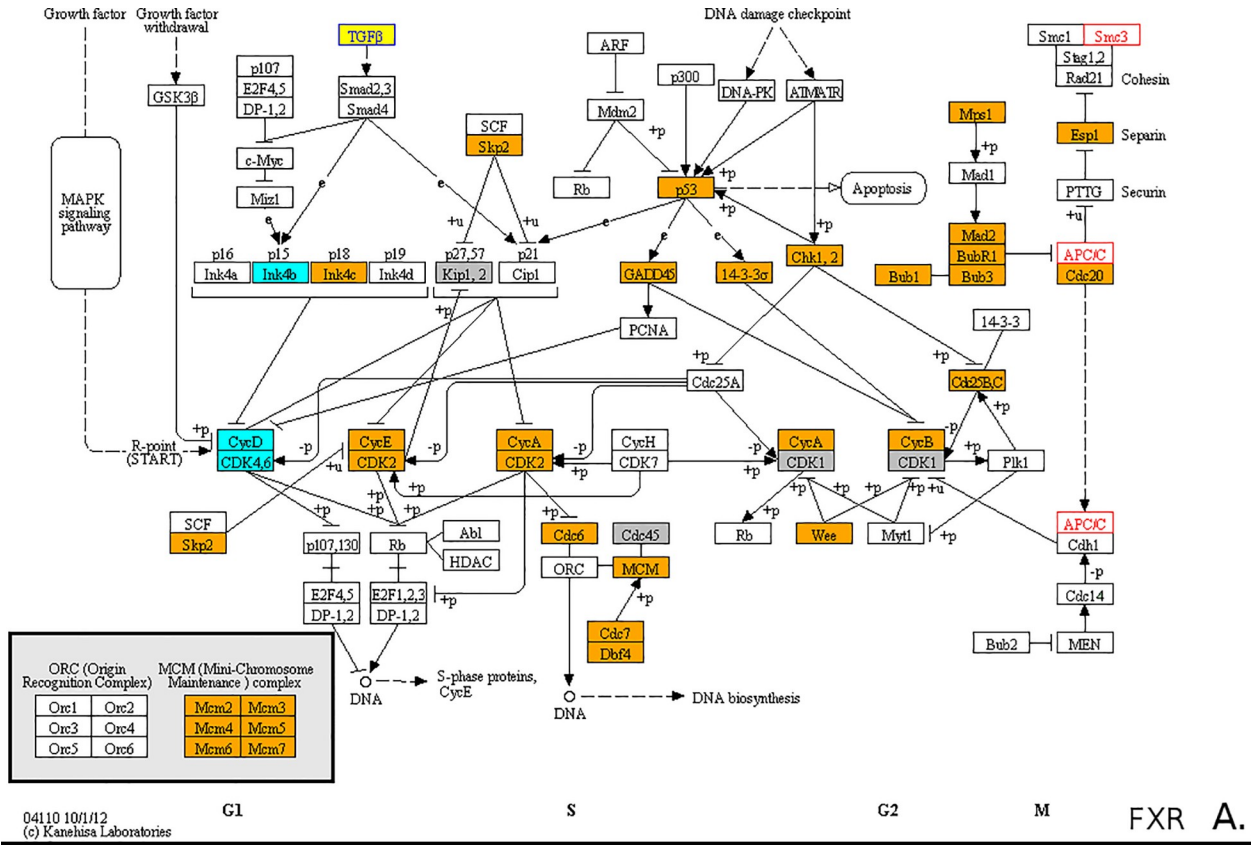 Growth factor
Growth factor
withdrawal
TGFβ
DNA damage checkpoint
ARF
Smc1
Smc3
Stag1,2
Rad21
Cohesin
p107
E2F4,5
DP-1,2
Smad2,3
Smad4
p300
DNA-PK
ATM/ATR
GSK3β
Mdm2
SCF
Skp2
+p
Mps1
+p
Esp1
Separin
c-Myc
Miz1
Rb
p53
+p
+p
Apoptosis
Mad1
PTTG
Securin
+u
MAPK
signaling
pathway
e
e
e
+u
+u
e
e
e
p16
Ink4a
p15
Ink4b
p18
Ink4c
p19
Ink4d
p27,57
Kip1, 2
p21
Cip1
GADD45
14-3-3σ
Chk1, 2
Mad2
BubR1
Bub3
Bub1
APC/C
Cdc20
+p
PCNA
14-3-3
+p
Cdc25A
+p
Cdc25B,C
R-point
(START)
+p
CycD
CDK4,6
-p
+u
CycE
CDK2
-p
CycA
CDK2
-p
+p
CycH
CDK7
-p
+p
CycA
CDK1
CycB
CDK1
-p
+p
+p
Plk1
SCF
Skp2
+p
+p
+p
+p
+p
+p
+p
+p
+u
+p
p107,130
Rb
Abl
HDAC
Cdc6
Cdc45
ORC
MCM
Rb
Wee
Myt1
APC/C
Cdh1
-p
Cdc14
E2F4,5
DP-1,2
E2F1,2,3
DP-1,2
+p
+p
Cdc7
Dbf4
Bub2
MEN
DNA
S-phase proteins,
CycE
DNA
DNA biosynthesis
ORC (Origin
Recognition Complex)
MCM (Mini-Chromosome
Maintenance ) complex
Orc1 Orc2
Orc3 Orc4
Orc5 Orc6
Mcm2 Mcm3
Mcm4 Mcm5
Mcm6 Mcm7
G1
S
G2
M
04110 10/1/12
(c) Kanehisa Laboratories
FXR A.